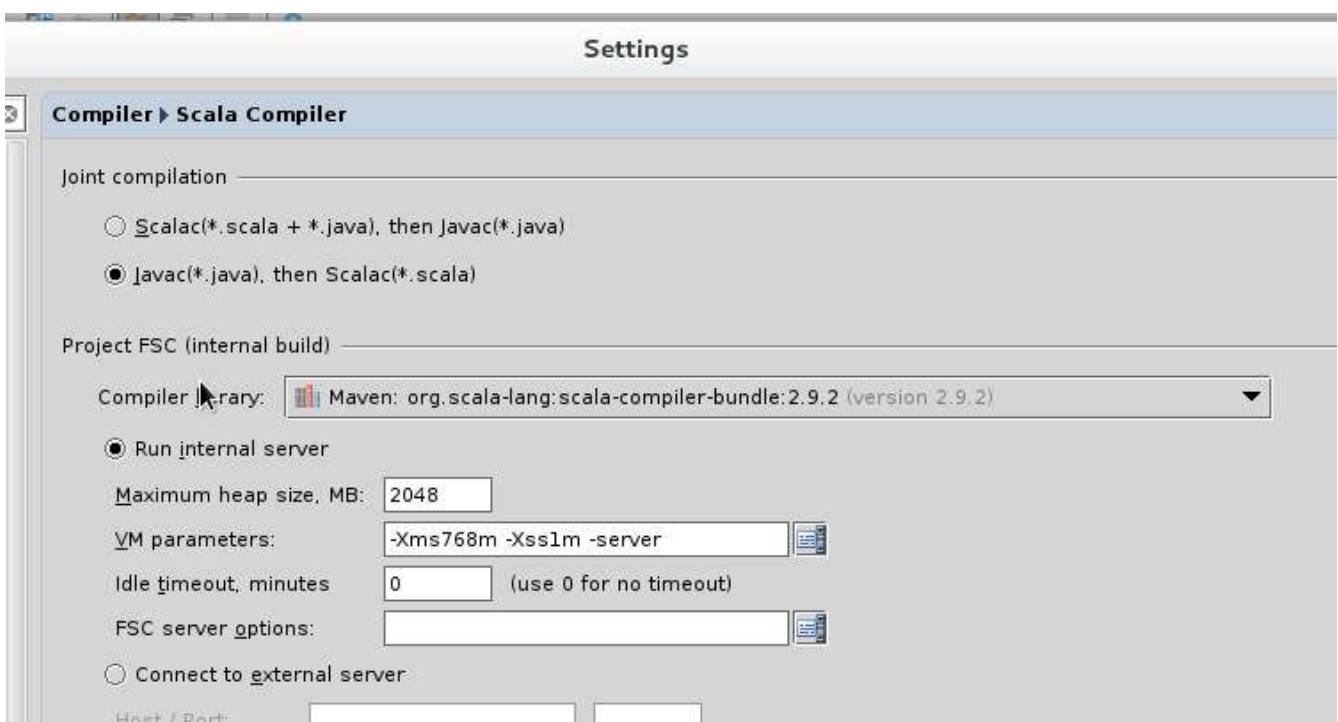 Settings
Compiler ▶ Scala Compiler
Joint compilation
Scalac(*.scala + *.java), then Javac(*.java)
Javac(*.java), then Scalac(*.scala)
Project FSC (internal build)
Compiler rary: Maven: org.scala-lang:scala-compiler-bundle:2.9.2 (version 2.9.2)
Run internal server
Maximum heap size, MB: 2048
VM parameters: -Xms768m -Xss1m -server
Idle timeout, minutes 0 (use 0 for no timeout)
FSC server options:
Connect to external server
Host / Port: